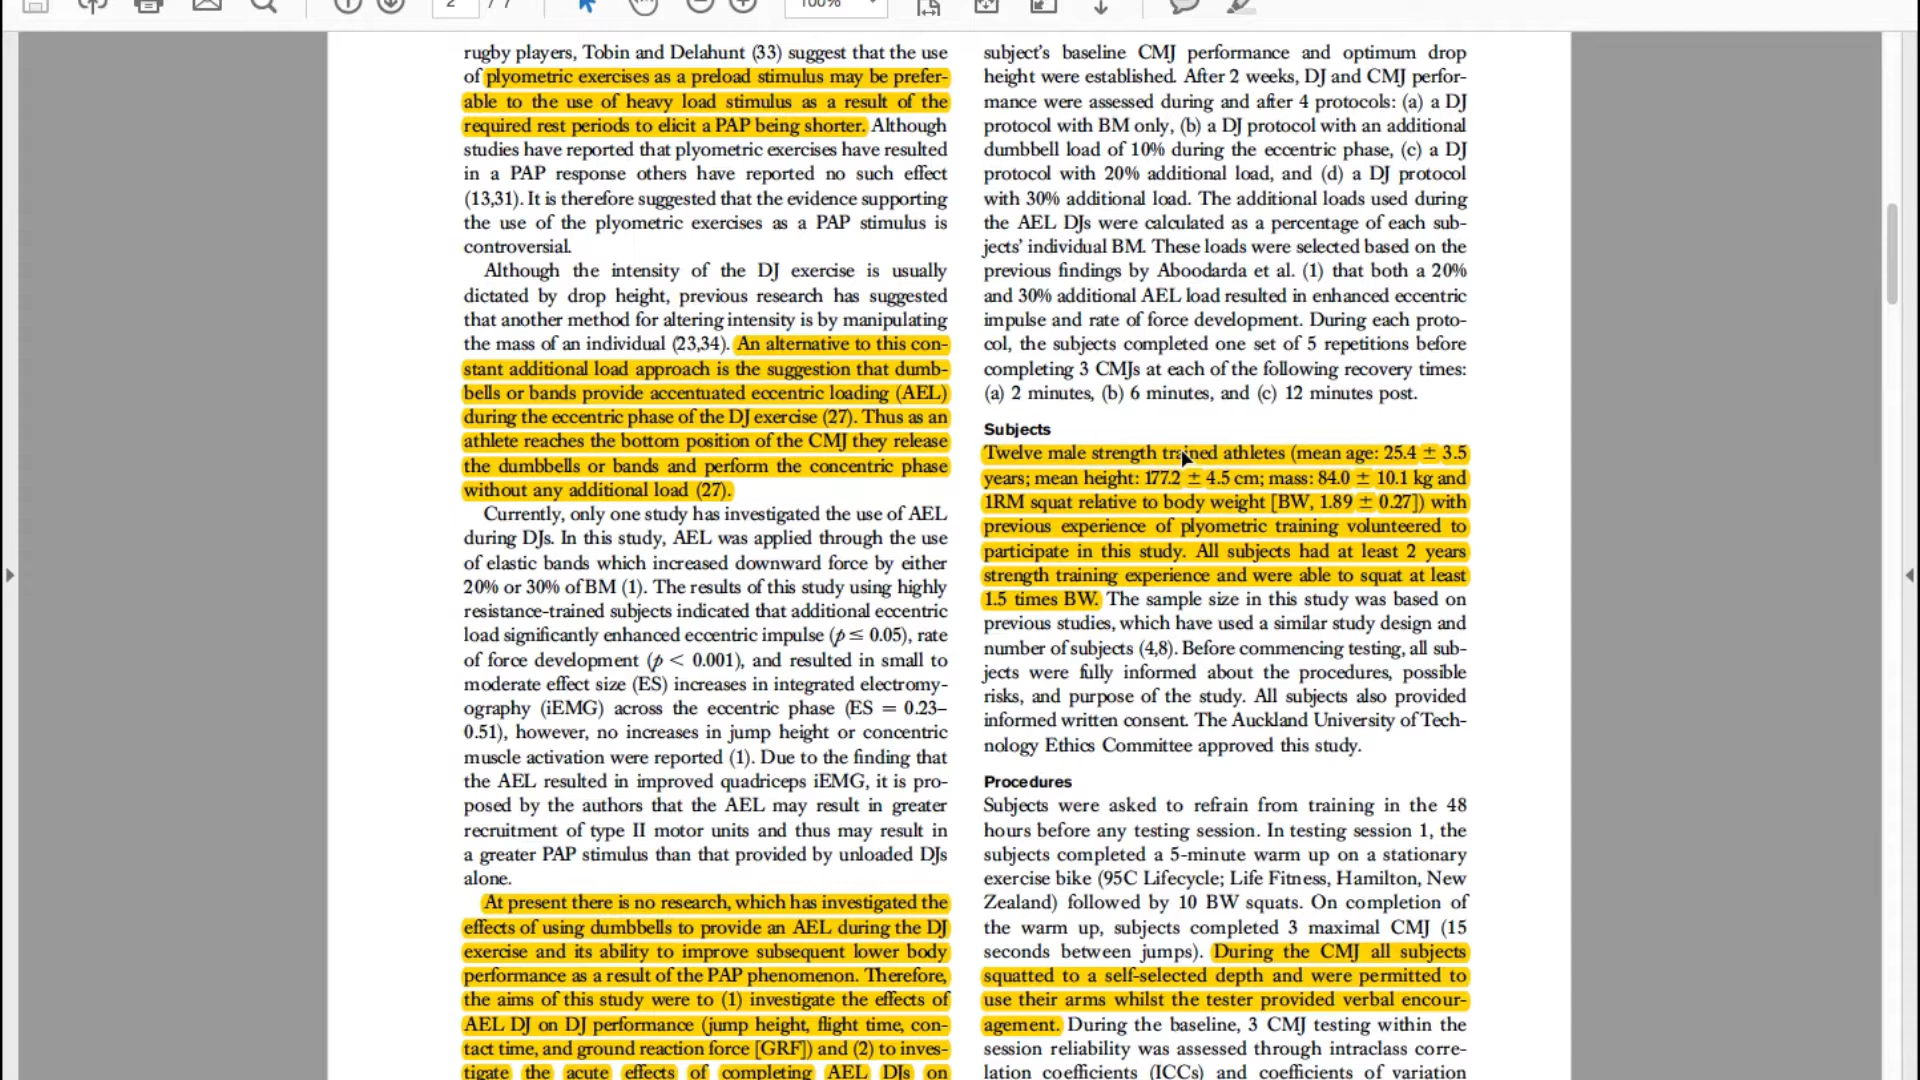 2 / 7
100%
rugby players, Tobin and Delahunt (33) suggest that the use
of plyometric exercises as a preload stimulus may be prefer-
able to the use of heavy load stimulus as a result of the
required rest periods to elicit a PAP being shorter. Although
studies have reported that plyometric exercises have resulted
in a PAP response others have reported no such effect
(13,31). It is therefore suggested that the evidence supporting
the use of the plyometric exercises as a PAP stimulus is
controversial.
Although the intensity of the DJ exercise is usually
dictated by drop height, previous research has suggested
that another method for altering intensity is by manipulating
the mass of an individual (23,34). An alternative to this con-
stant additional load approach is the suggestion that dumb-
bells or bands provide accentuated eccentric loading (AEL)
during the eccentric phase of the DJ exercise (27). Thus as an
athlete reaches the bottom position of the CMJ they release
the dumbbells or bands and perform the concentric phase
without any additional load (27).
Currently, only one study has investigated the use of AEL
during DJs. In this study, AEL was applied through the use
of elastic bands which increased downward force by either
20% or 30% of BM (1). The results of this study using highly
resistance-trained subjects indicated that additional eccentric
load significantly enhanced eccentric impulse (p ≤ 0.05), rate
of force development (p < 0.001), and resulted in small to
moderate effect size (ES) increases in integrated electromy-
ography (iEMG) across the eccentric phase (ES = 0.23–
0.51), however, no increases in jump height or concentric
muscle activation were reported (1). Due to the finding that
the AEL resulted in improved quadriceps iEMG, it is pro-
posed by the authors that the AEL may result in greater
recruitment of type II motor units and thus may result in
a greater PAP stimulus than that provided by unloaded DJs
alone.
At present there is no research, which has investigated the
effects of using dumbbells to provide an AEL during the DJ
exercise and its ability to improve subsequent lower body
performance as a result of the PAP phenomenon. Therefore,
the aims of this study were to (1) investigate the effects of
AEL DJ on DJ performance (jump height, flight time, con-
tact time, and ground reaction force [GRF]) and (2) to inves-
tigate the acute effects of completing AEL DJs on
subject's baseline CMJ performance and optimum drop
height were established. After 2 weeks, DJ and CMJ perfor-
mance were assessed during and after 4 protocols: (a) a DJ
protocol with BM only, (b) a DJ protocol with an additional
dumbbell load of 10% during the eccentric phase, (c) a DJ
protocol with 20% additional load, and (d) a DJ protocol
with 30% additional load. The additional loads used during
the AEL DJs were calculated as a percentage of each sub-
jects' individual BM. These loads were selected based on the
previous findings by Aboodarda et al. (1) that both a 20%
and 30% additional AEL load resulted in enhanced eccentric
impulse and rate of force development. During each proto-
col, the subjects completed one set of 5 repetitions before
completing 3 CMJs at each of the following recovery times:
(a) 2 minutes, (b) 6 minutes, and (c) 12 minutes post.
Subjects
Twelve male strength trained athletes (mean age: 25.4 ± 3.5
years; mean height: 177.2 ± 4.5 cm; mass: 84.0 ± 10.1 kg and
1RM squat relative to body weight [BW, 1.89 ± 0.27]) with
previous experience of plyometric training volunteered to
participate in this study. All subjects had at least 2 years
strength training experience and were able to squat at least
1.5 times BW. The sample size in this study was based on
previous studies, which have used a similar study design and
number of subjects (4,8). Before commencing testing, all sub-
jects were fully informed about the procedures, possible
risks, and purpose of the study. All subjects also provided
informed written consent. The Auckland University of Tech-
nology Ethics Committee approved this study.
Procedures
Subjects were asked to refrain from training in the 48
hours before any testing session. In testing session 1, the
subjects completed a 5-minute warm up on a stationary
exercise bike (95C Lifecycle; Life Fitness, Hamilton, New
Zealand) followed by 10 BW squats. On completion of
the warm up, subjects completed 3 maximal CMJ (15
seconds between jumps). During the CMJ all subjects
squatted to a self-selected depth and were permitted to
use their arms whilst the tester provided verbal encour-
agement. During the baseline, 3 CMJ testing within the
session reliability was assessed through intraclass corre-
lation coefficients (ICCs) and coefficients of variation